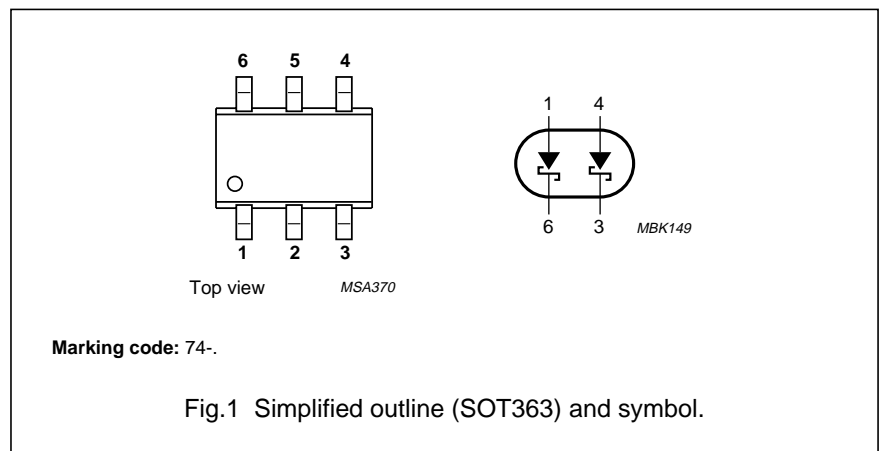 6 5 4
1 2 3
Top view MSA370
1 4
6 3 MBK149
Marking code: 74-.
Fig.1 Simplified outline (SOT363) and symbol.